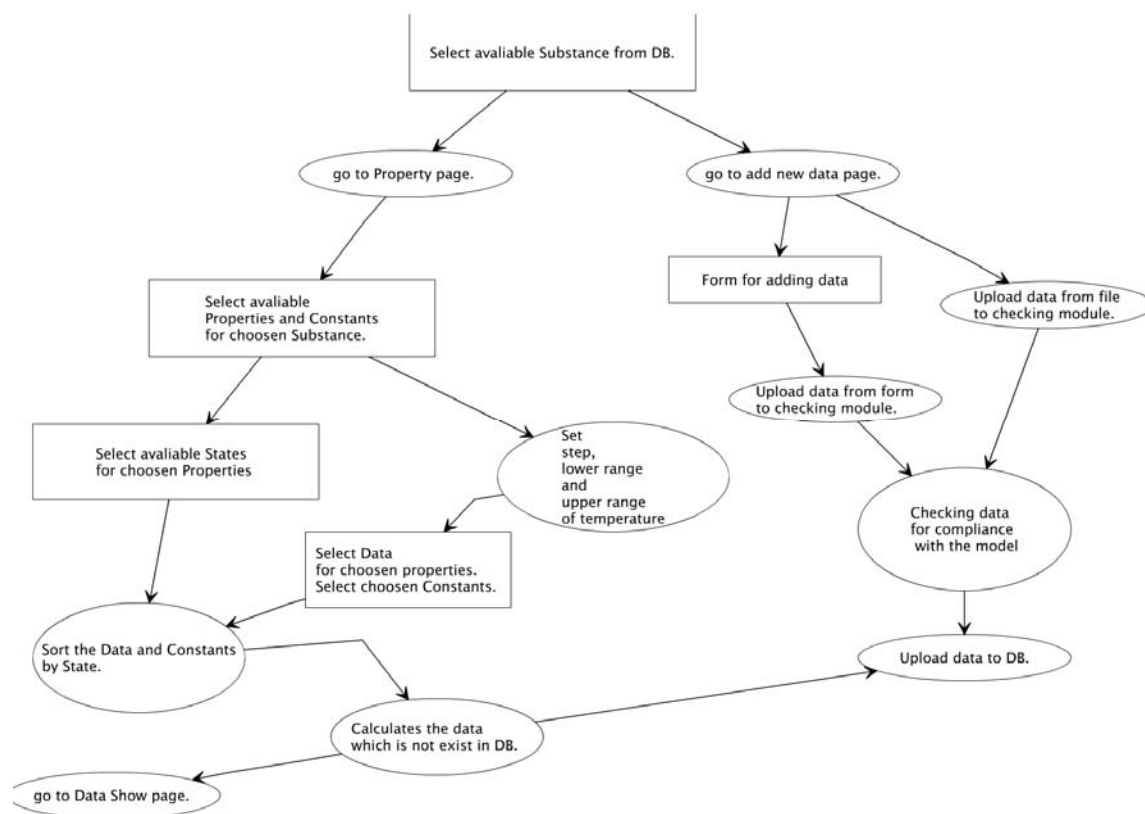 Select avaliable Substance from DB.
go to Property page.
go to add new data page.
Select avaliable
Properties and Constants
for choosen Substance.
Form for adding data
Upload data from file
to checking module.
Upload data from form
to checking module.
Select avaliable States
for choosen Properties
Set
step,
lower range
and
upper range
of temperature
Checking data
for compliance
with the model
Select Data
for choosen properties.
Select choosen Constants.
Sort the Data and Constants
by State.
Upload data to DB.
Calculates the data
which is not exist in DB.
go to Data Show page.